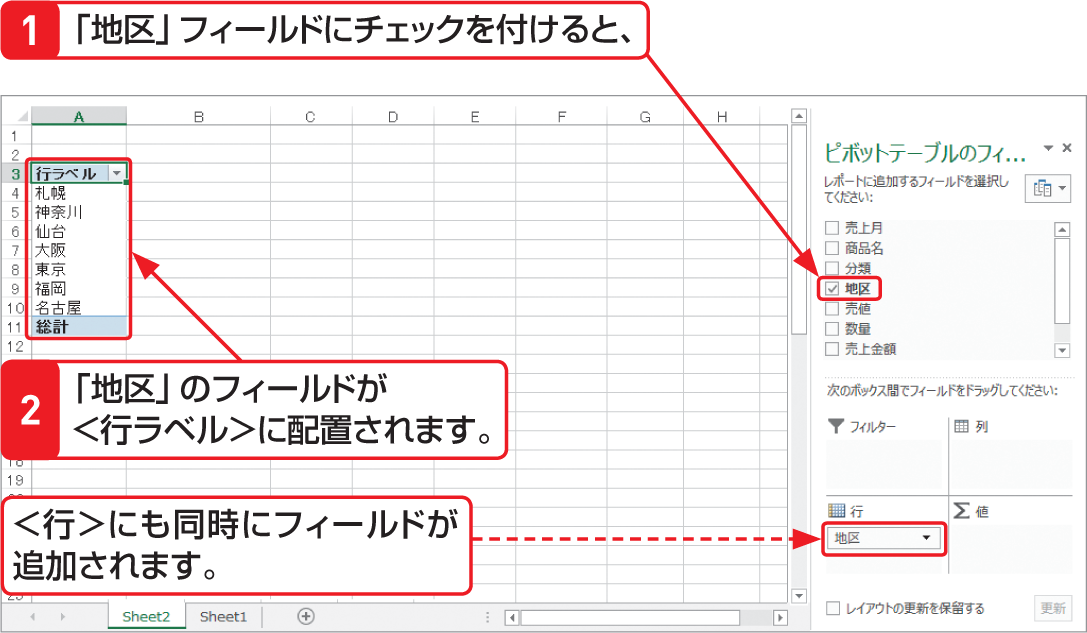 1 「地区」フィールドにチェックを付けると、
A B C D E F G H
1
2
3 行ラベル
4 札幌
5 神奈川
6 仙台
7 大阪
8 東京
9 福岡
10 名古屋
11 総計
12
2 「地区」のフィールドが
<行ラベル>に配置されます。
18
19
<行>にも同時にフィールドが
追加されます。
Sheet2 Sheet1
ピボットテーブルのフィ...
レポートに追加するフィールドを選択し
てください:
売上月
商品名
分類
地区
売値
数量
売上金額
次のボックス間でフィールドをドラッグしてください:
フィルター 列
行 Σ 値
地区
レイアウトの更新を保留する 更新